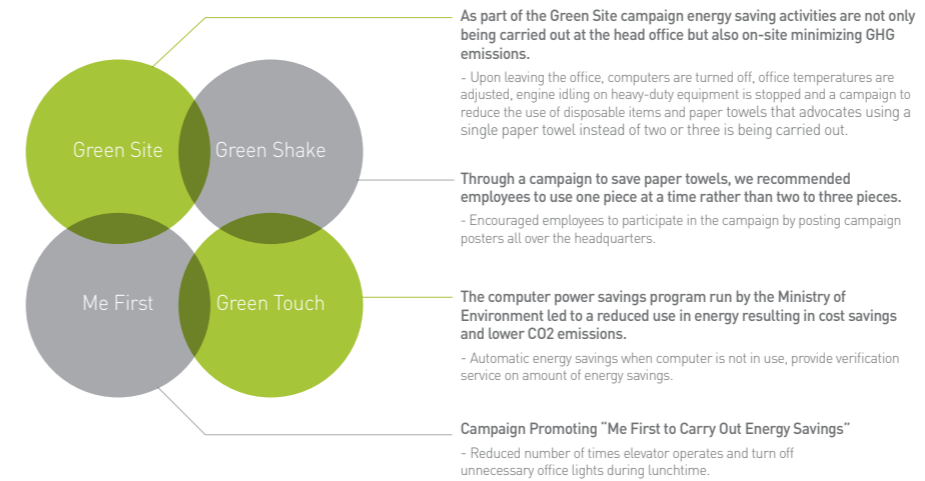 As part of the Green Site campaign energy saving activities are not only
being carried out at the head office but also on-site minimizing GHG
emissions.
- Upon leaving the office, computers are turned off, office temperatures are
adjusted, engine idling on heavy-duty equipment is stopped and a campaign to
reduce the use of disposable items and paper towels that advocates using a
single paper towel instead of two or three is being carried out.
Green Site
Green Shake
Through a campaign to save paper towels, we recommended
employees to use one piece at a time rather than two to three pieces.
- Encouraged employees to participate in the campaign by posting campaign
posters all over the headquarters.
Me First
Green Touch
The computer power savings program run by the Ministry of
Environment led to a reduced use in energy resulting in cost savings
and lower CO2 emissions.
- Automatic energy savings when computer is not in use, provide verification
service on amount of energy savings.
Campaign Promoting “Me First to Carry Out Energy Savings”
- Reduced number of times elevator operates and turn off
unnecessary office lights during lunchtime.